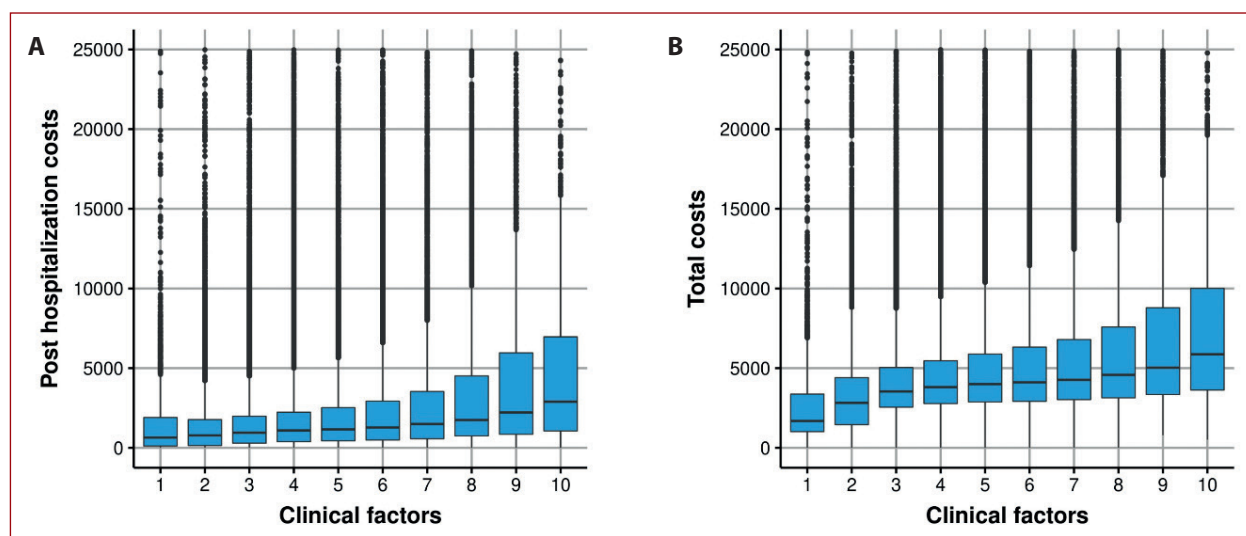 A
Post hospitalization costs
25000
20000
15000
10000
5000
0
1 2 3 4 5 6 7 8 9 10
Clinical factors
B
Total costs
25000
20000
15000
10000
5000
0
1 2 3 4 5 6 7 8 9 10
Clinical factors